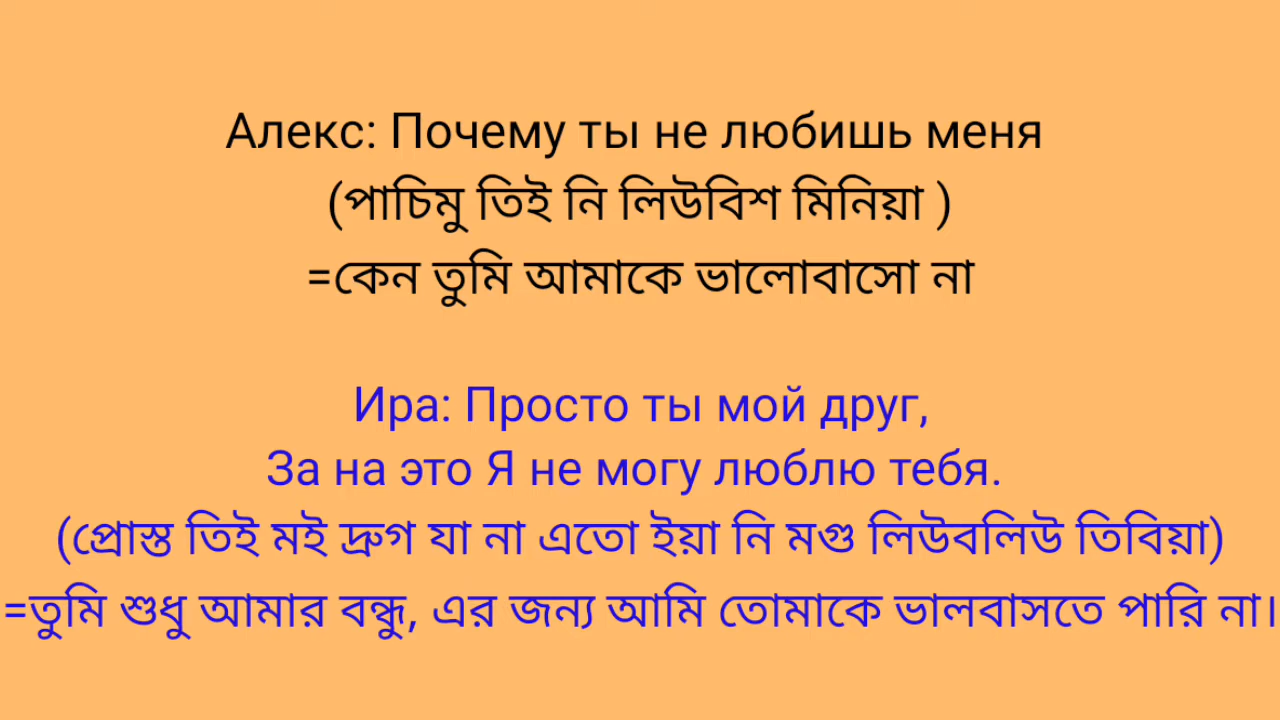 Алекс: Почему ты не любишь меня
(পাচিমু তিই নি লিউবিশ মিনিয়া )
=কেন তুমি আমাকে ভালোবাসো না
Ира: Просто ты мой друг,
За на это Я не могу люблю тебя.
(প্রোস্ত তিই মই দ্রুগ যা না এতো ইয়া নি মগু লিউবলিউ তিবিয়া)
=তুমি শুধু আমার বন্ধু, এর জন্য আমি তোমাকে ভালবাসতে পারি না।